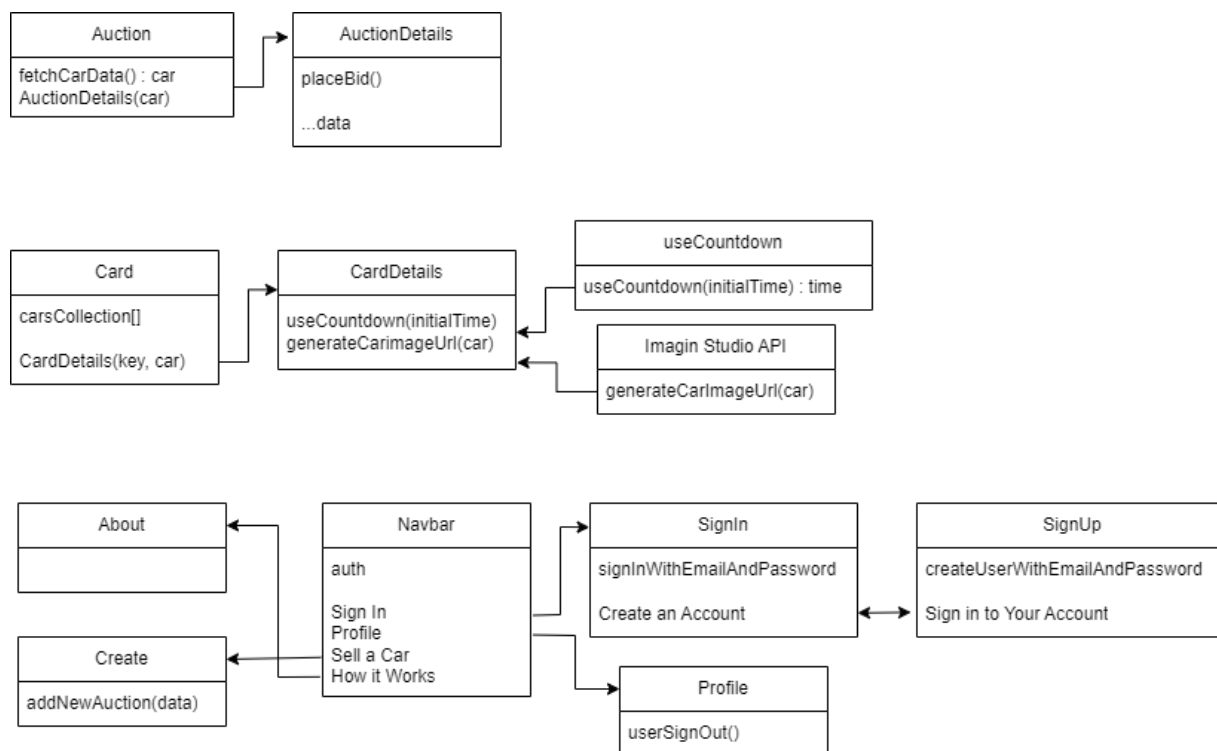 Auction
fetchCarData() : car
AuctionDetails(car)
AuctionDetails
placeBid()
...data
Card
carsCollection[]
CardDetails(key, car)
CardDetails
useCountdown(initialTime)
generateCarimageUrl(car)
useCountdown
useCountdown(initialTime) : time
Imagin Studio API
generateCarImageUrl(car)
About
Navbar
auth
Sign In
Profile
Sell a Car
How it Works
SignIn
signInWithEmailAndPassword
Create an Account
SignUp
createUserWithEmailAndPassword
Sign in to Your Account
Create
addNewAuction(data)
Profile
userSignOut()